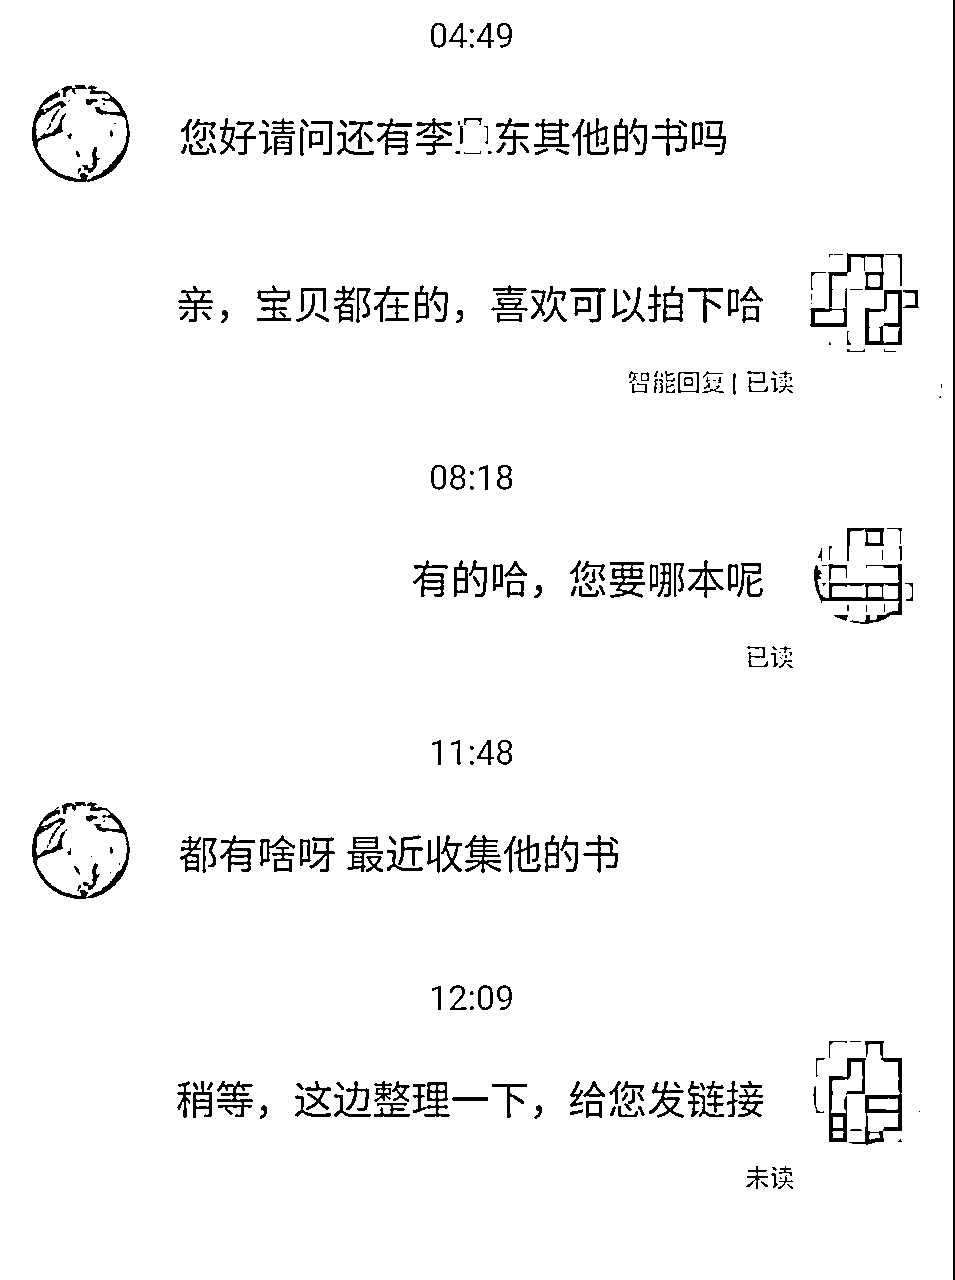 04:49
您好请问还有李东其他的书吗
亲，宝贝都在的，喜欢可以拍下哈
智能回复 | 已读
08:18
有的哈，您要哪本呢
已读
11:48
都有啥呀 最近收集他的书
12:09
稍等，这边整理一下，给您发链接
未读